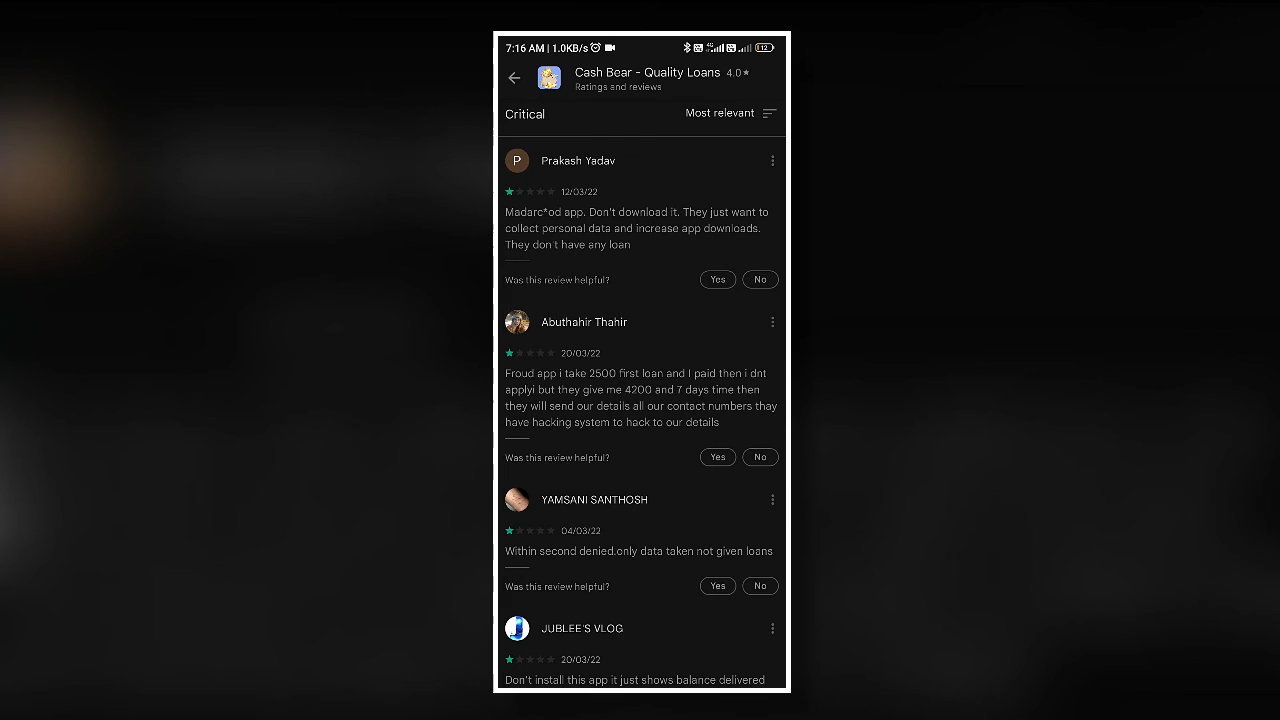 7:16 AM | 1.0KB/s
4G
12
Cash Bear - Quality Loans 4.0★
Ratings and reviews
Critical
Most relevant
P
Prakash Yadav
12/03/22
Madarc*od app. Don't download it. They just want to
collect personal data and increase app downloads.
They don't have any loan
Was this review helpful?
Yes
No
Abuthahir Thahir
20/03/22
Froud app i take 2500 first loan and I paid then i dnt
applyi but they give me 4200 and 7 days time then
they will send our details all our contact numbers thay
have hacking system to hack to our details
Was this review helpful?
Yes
No
YAMSANI SANTHOSH
04/03/22
Within second denied.only data taken not given loans
Was this review helpful?
Yes
No
JUBLEE'S VLOG
20/03/22
Don't install this app it just shows balance delivered